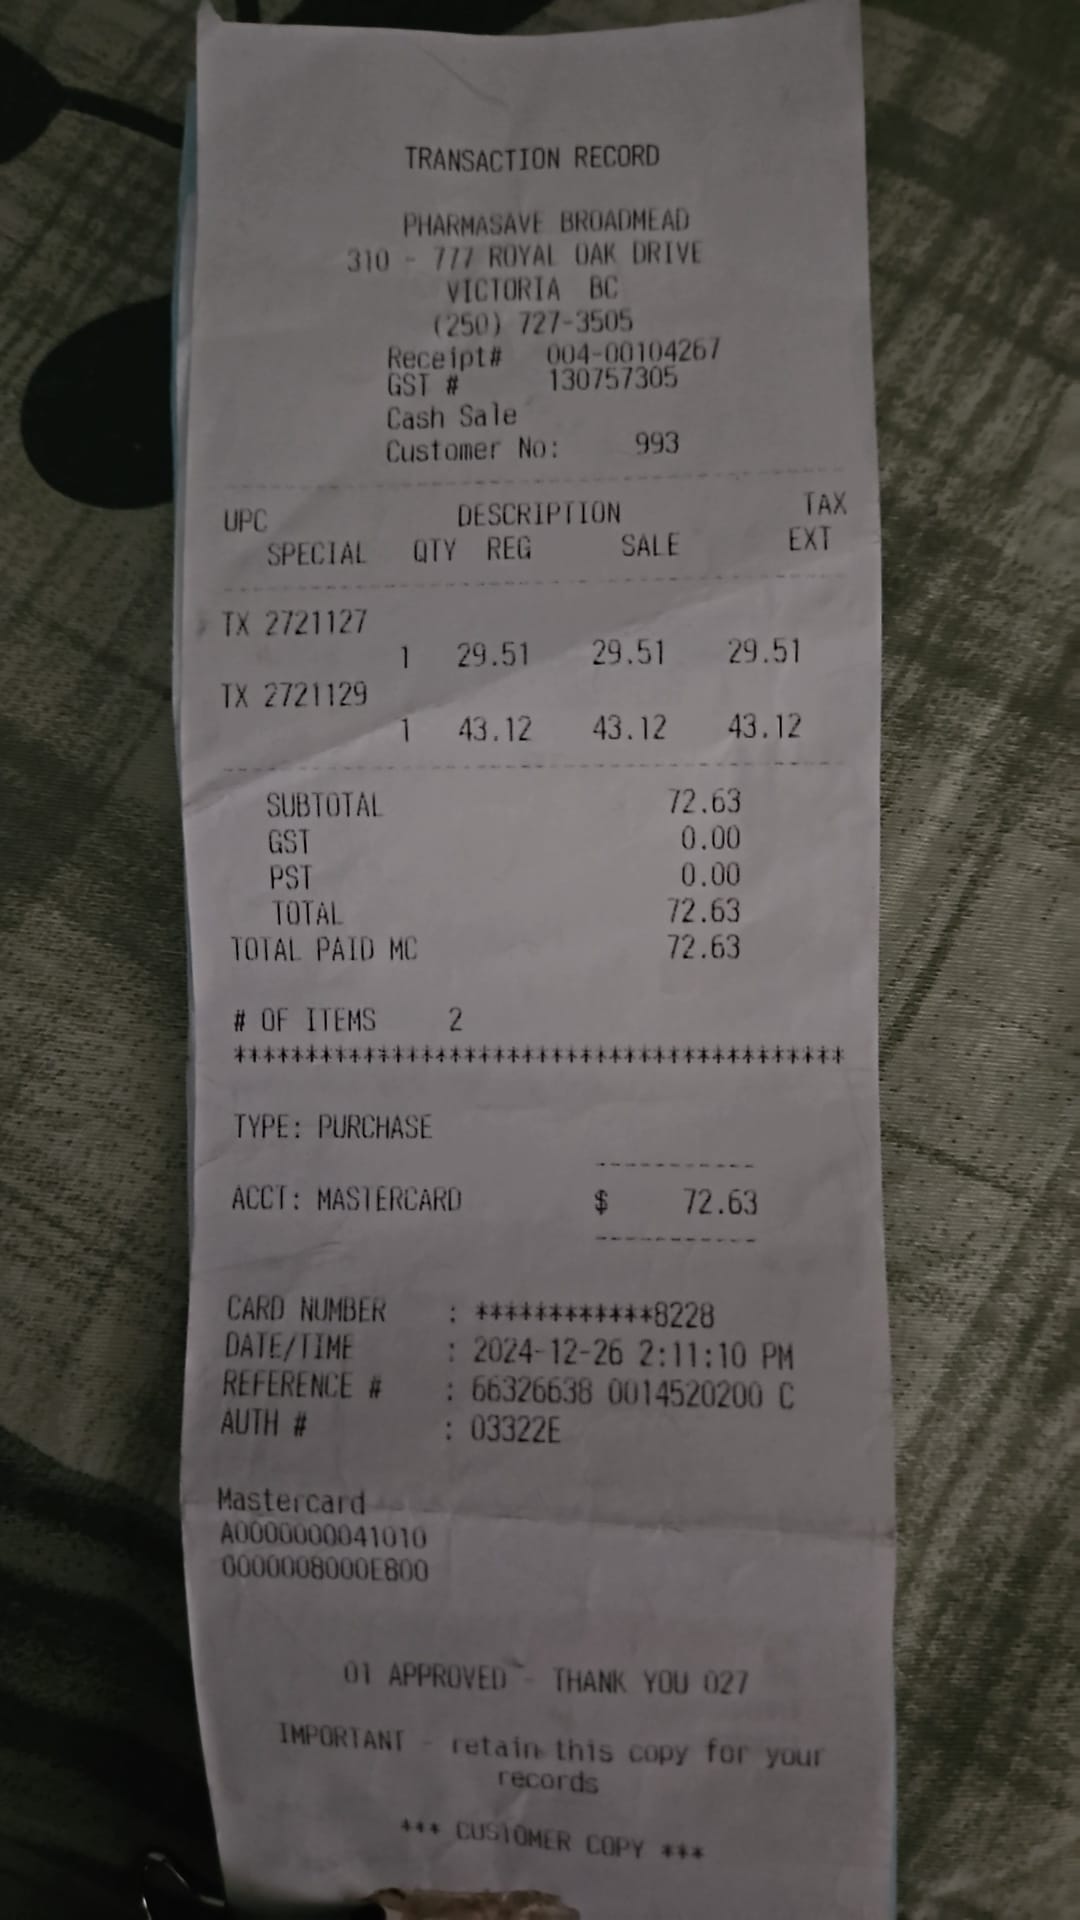 TRANSACTION RECORD
PHARMASAVE BROADMEAD
310 - 777 ROYAL OAK DRIVE
VICTORIA BC
(250) 727-3505
Receipt# 004-00104267
GST # 130757305
Cash Sale
Customer No: 993
UPC DESCRIPTION TAX
SPECIAL QTY REG SALE EXT
TX 2721127
1 29.51 29.51 29.51
TX 2721129
1 43.12 43.12 43.12
SUBTOTAL 72.63
GST 0.00
PST 0.00
TOTAL 72.63
TOTAL PAID MC 72.63
# OF ITEMS 2
*******************************************
TYPE: PURCHASE
ACCT: MASTERCARD $ 72.63
CARD NUMBER : ************8228
DATE/TIME : 2024-12-26 2:11:10 PM
REFERENCE # : 66326638 0014520200 C
AUTH # : 03322E
Mastercard
A0000000041010
0000008000E800
01 APPROVED - THANK YOU 027
IMPORTANT - retain this copy for your
records
*** CUSTOMER COPY ***